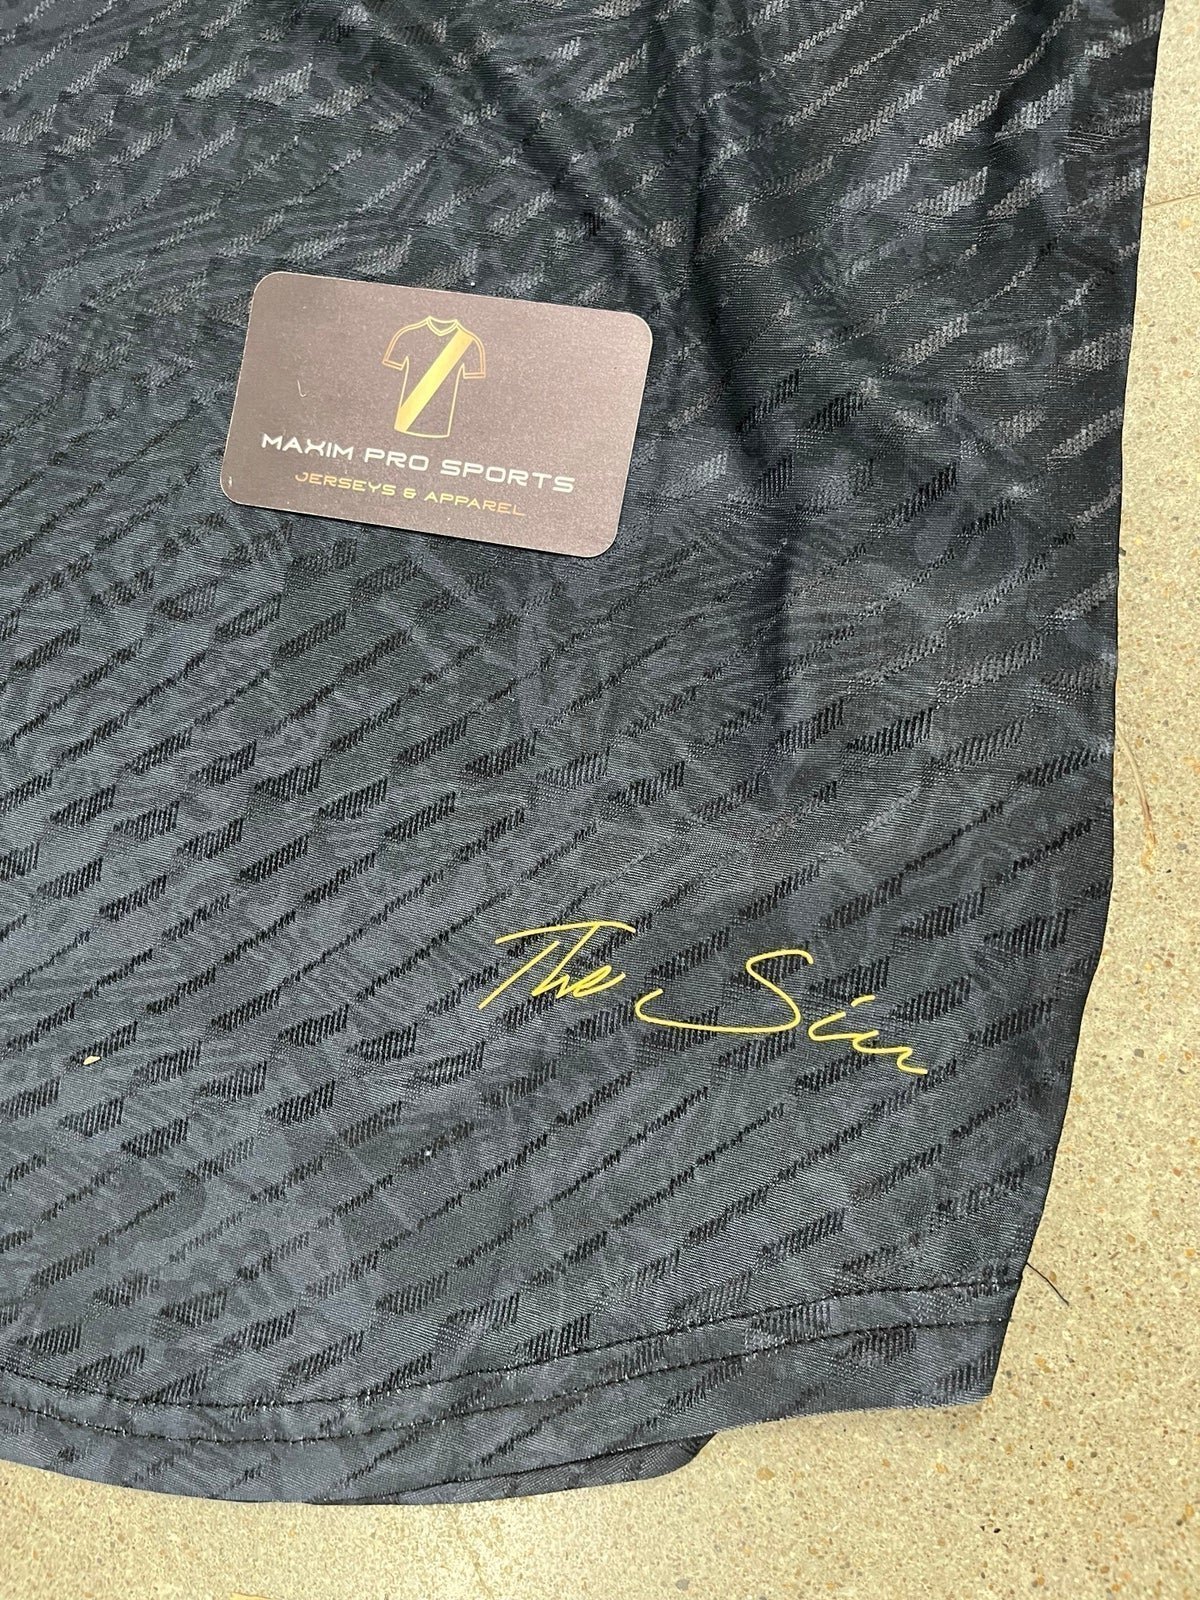 MAXIM PRO SPORTS
JERSEYS & APPAREL
The Siu